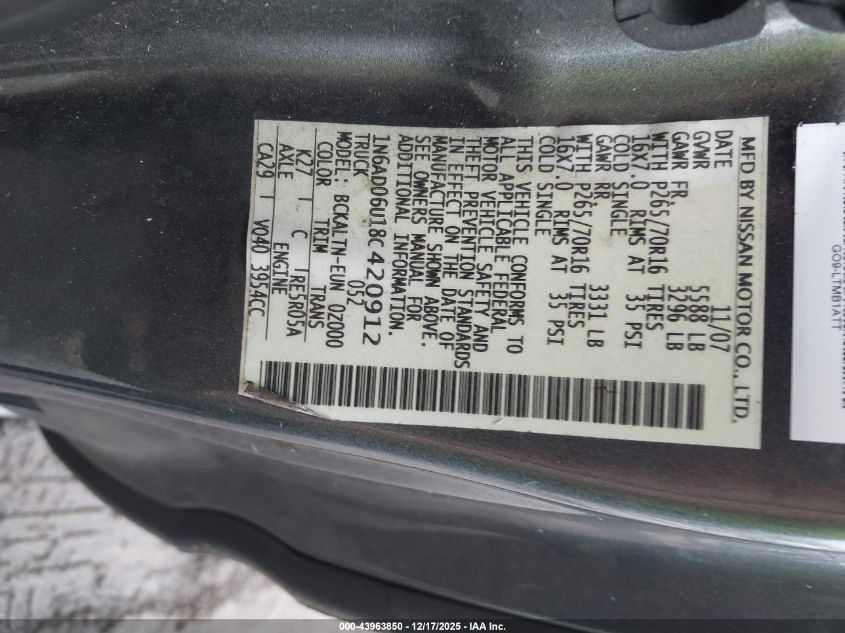 MFD BY NISSAN MOTOR CO., LTD.
DATE 11/07
GVWR 5588 LB
GAWR FR. 3296 LB
WITH P265/70R16 TIRES
16X7.0 RIMS AT 35 PSI
COLD SINGLE
GAWR RR. 3331 LB
WITH P265/70R16 TIRES
16X7.0 RIMS AT 35 PSI
COLD SINGLE
THIS VEHICLE CONFORMS TO
ALL APPLICABLE FEDERAL
MOTOR VEHICLE SAFETY AND
THEFT PREVENTION STANDARDS
IN EFFECT ON THE DATE OF
MANUFACTURE SHOWN ABOVE.
SEE OWNERS MANUAL FOR
ADDITIONAL INFORMATION.
1N6AD06U18C420912
TRUCK 052
MODEL: BCKALTN-EUN OZ000
COLOR TRIM TRANS
K27 I C I RE5R05A
AXLE ENGINE
CA29 I VQ40 3954CC
GO9-LTMB1ATT
000-43963850 12/17/2025 - IAA Inc.